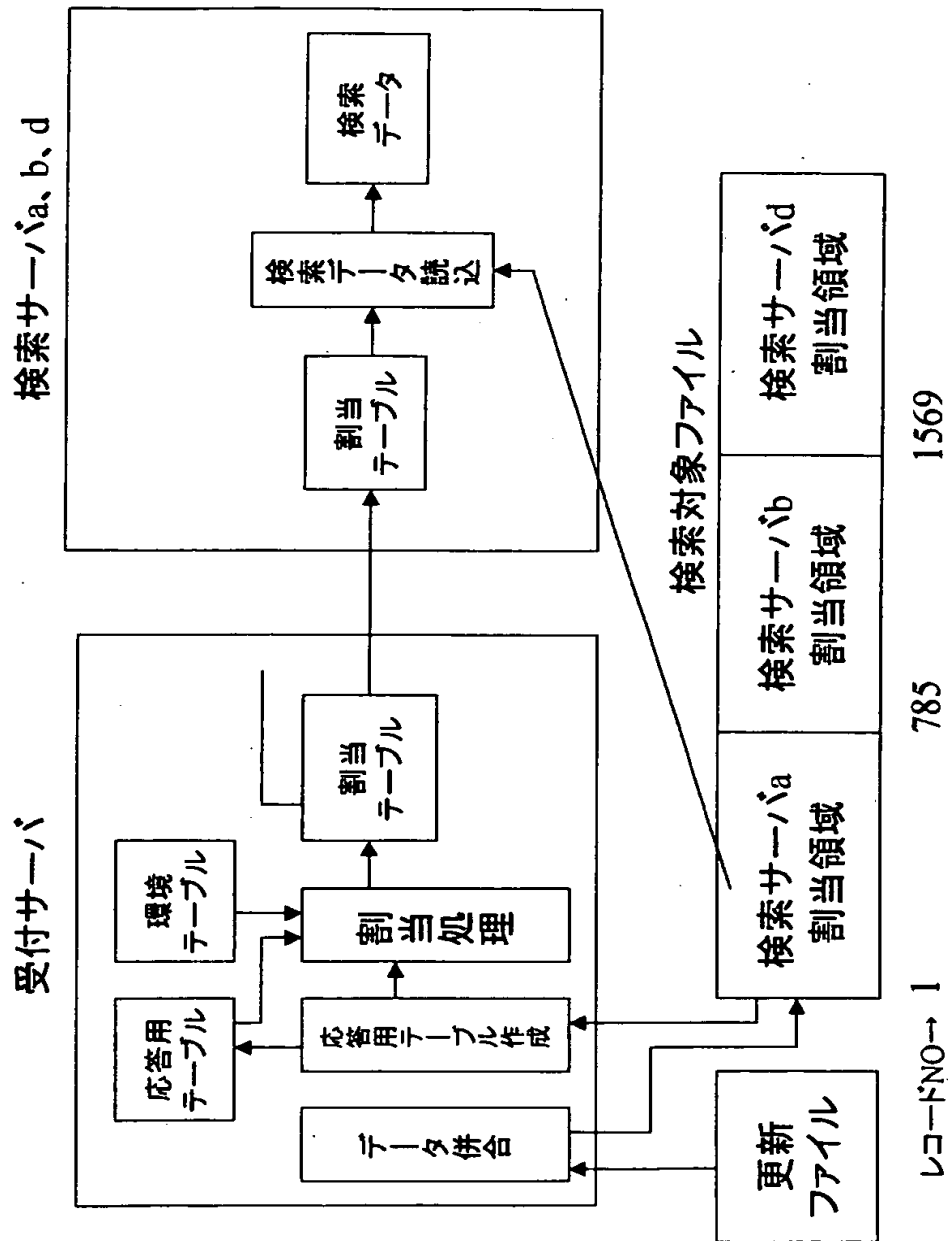 受付サーバ
検索サーバa、b、d
応答用
テーブル
環境
テーブル
データ併合
応答用テーブル作成
割当処理
割当
テーブル
割当
テーブル
検索データ読込
検索
データ
更新
ファイル
検索対象ファイル
検索サーバa
割当領域
検索サーバb
割当領域
検索サーバd
割当領域
レコードNO→ 1
785
1569